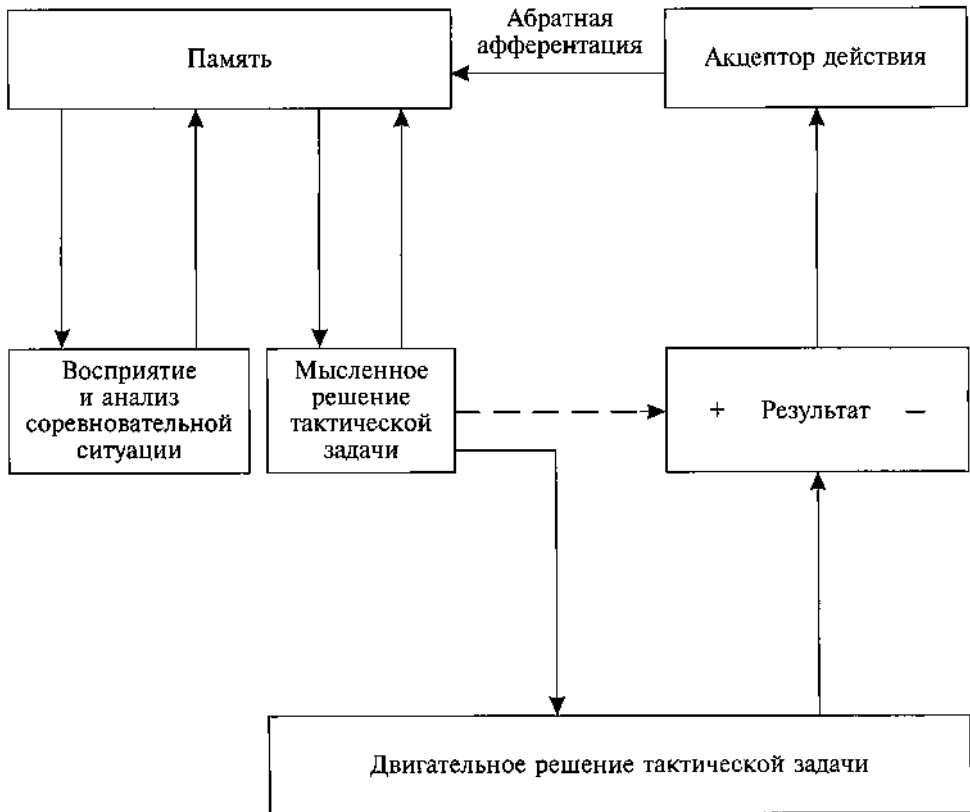 Абратная
афферентация
Память
Акцептор действия
Восприятие
и анализ
соревновательной
ситуации
Мысленное
решение
тактической
задачи
+ Результат −
Двигательное решение тактической задачи